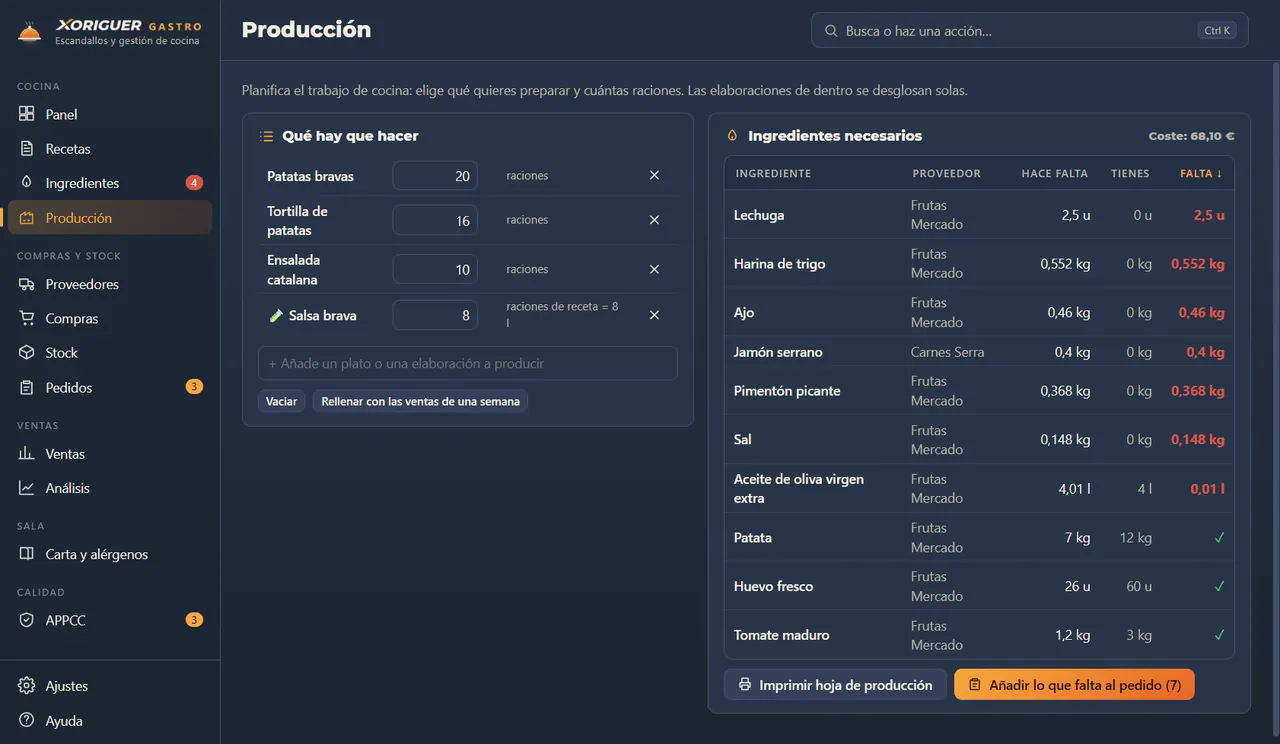 XORIGUER GASTRO
Escandallos y gestión de cocina
COCINA
Panel
Recetas
Ingredientes 4
Producción
COMPRAS Y STOCK
Proveedores
Compras
Stock
Pedidos 3
VENTAS
Ventas
Análisis
SALA
Carta y alérgenos
CALIDAD
APPCC 3
Ajustes
Ayuda
Producción
Busca o haz una acción... Ctrl K
Planifica el trabajo de cocina: elige qué quieres preparar y cuántas raciones. Las elaboraciones de dentro se desglosan solas.
Qué hay que hacer
Patatas bravas 20 raciones ✕
Tortilla de
patatas 16 raciones ✕
Ensalada
catalana 10 raciones ✕
Salsa brava 8 raciones de receta = 8
l ✕
+ Añade un plato o una elaboración a producir
Vaciar Rellenar con las ventas de una semana
Ingredientes necesarios Coste: 68,10 €
INGREDIENTE PROVEEDOR HACE FALTA TIENES FALTA ↓
Lechuga Frutas
Mercado 2,5 u 0 u 2,5 u
Harina de trigo Frutas
Mercado 0,552 kg 0 kg 0,552 kg
Ajo Frutas
Mercado 0,46 kg 0 kg 0,46 kg
Jamón serrano Carnes Serra 0,4 kg 0 kg 0,4 kg
Pimentón picante Frutas
Mercado 0,368 kg 0 kg 0,368 kg
Sal Frutas
Mercado 0,148 kg 0 kg 0,148 kg
Aceite de oliva virgen
extra Frutas
Mercado 4,01 l 4 l 0,01 l
Patata Frutas
Mercado 7 kg 12 kg ✓
Huevo fresco Frutas
Mercado 26 u 60 u ✓
Tomate maduro Frutas
Mercado 1,2 kg 3 kg ✓
Imprimir hoja de producción Añadir lo que falta al pedido (7)